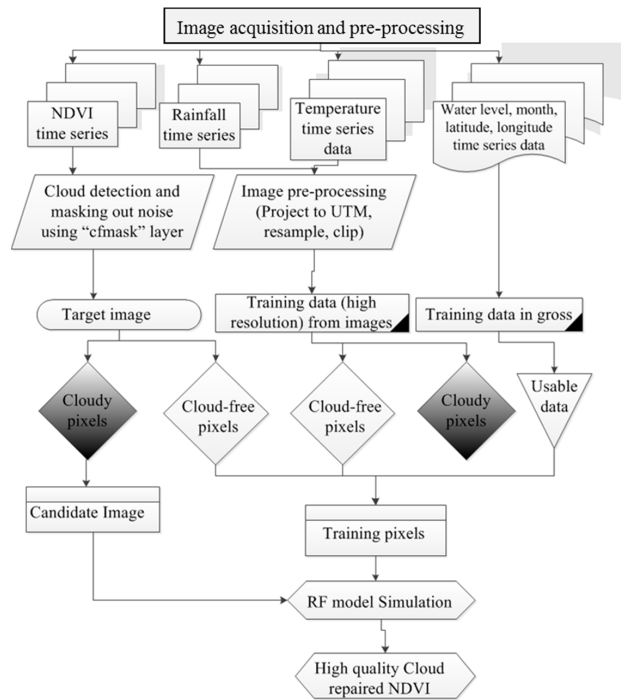 Image acquisition and pre-processing
NDVI
time series
Rainfall
time series
Temperature
time series
data
Water level, month,
latitude, longitude
time series data
Cloud detection and
masking out noise
using “cfmask” layer
Image pre-processing
(Project to UTM,
resample, clip)
Target image
Training data (high
resolution) from images
Training data in gross
Cloudy
pixels
Cloud-free
pixels
Cloud-free
pixels
Cloudy
pixels
Usable
data
Candidate Image
Training pixels
RF model Simulation
High quality Cloud
repaired NDVI